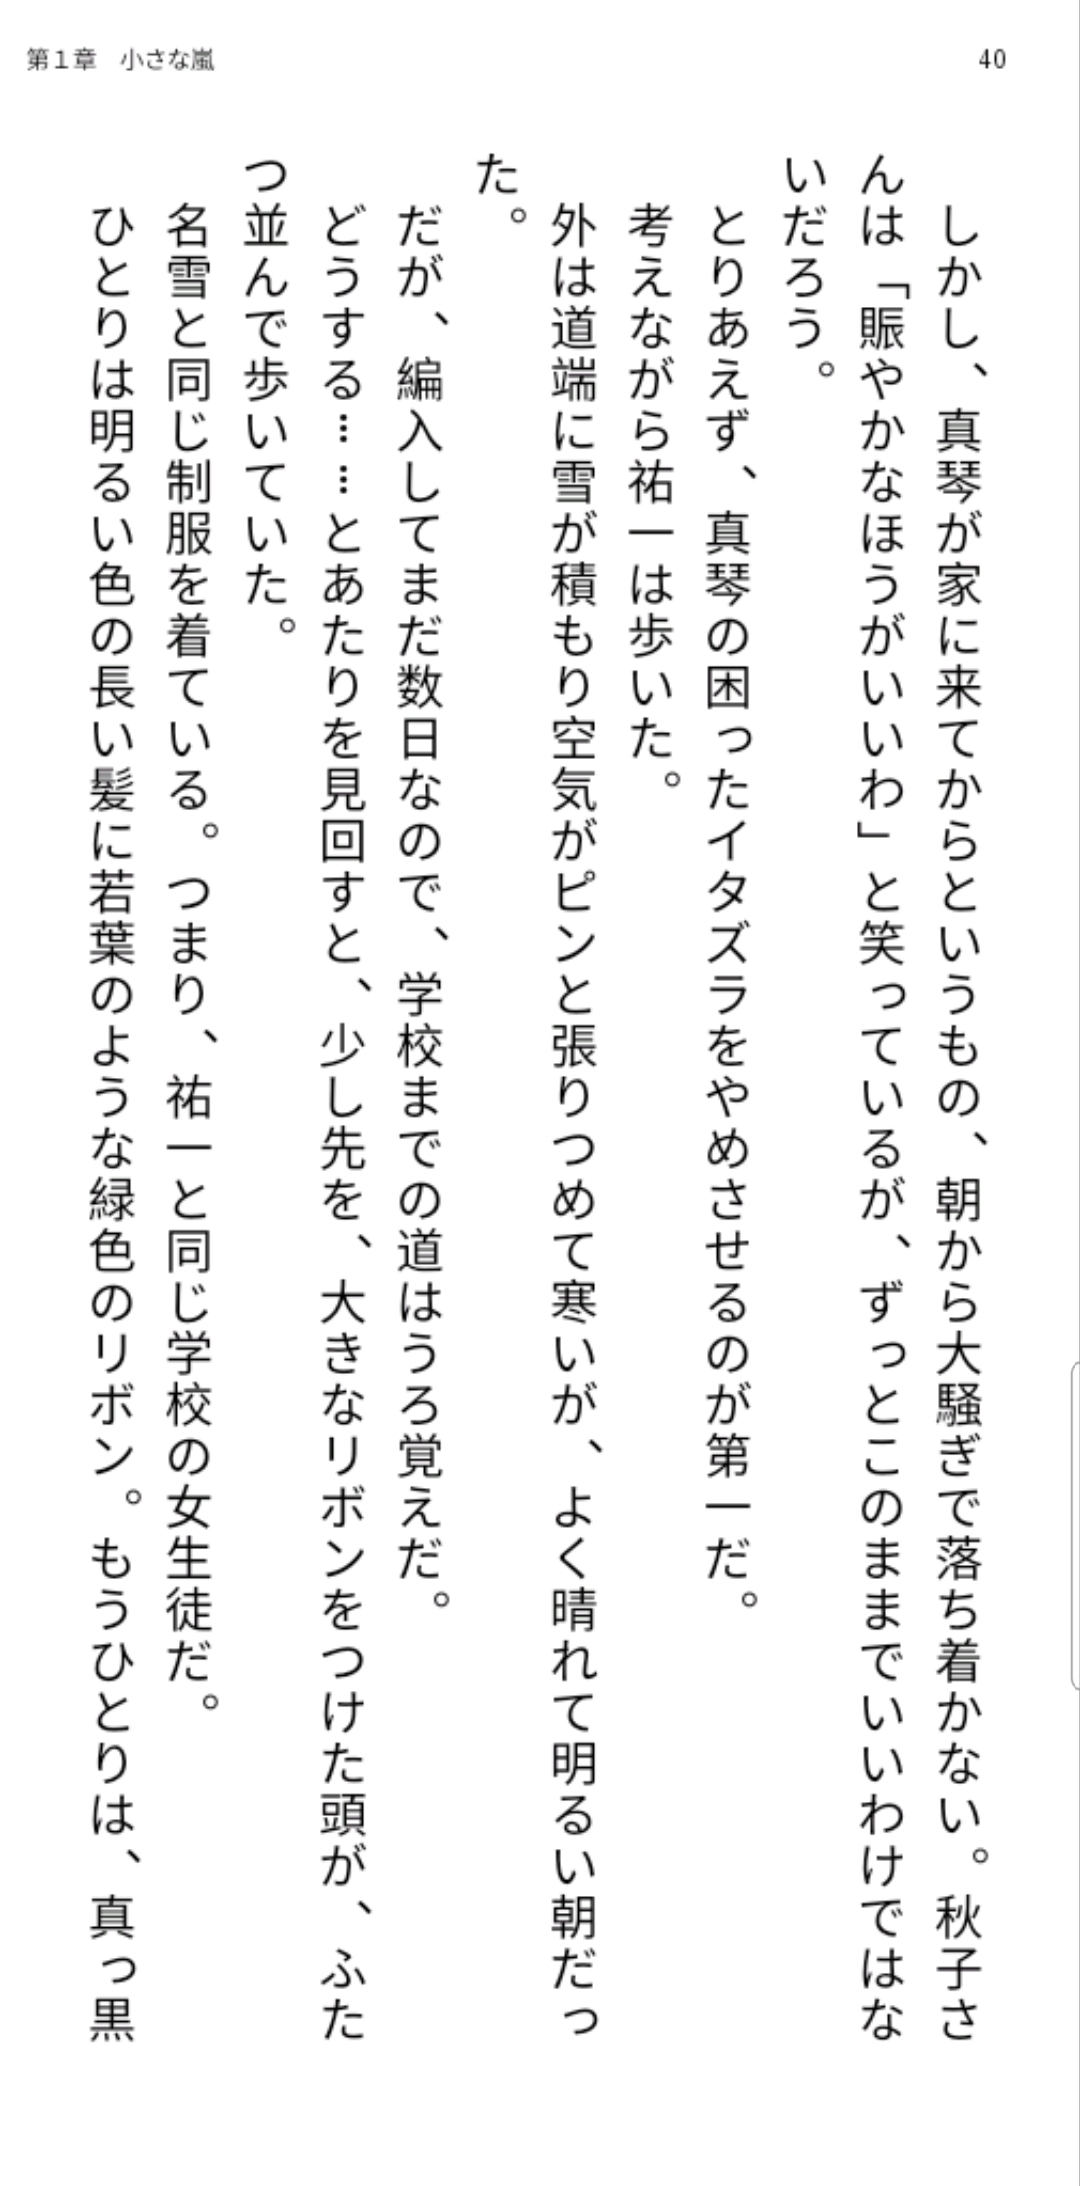 第１章　小さな嵐
40
　しかし、真琴が家に来てからというもの、朝から大騒ぎで落ち着かない。秋子さ
んは「賑やかなほうがいいわ」と笑っているが、ずっとこのままでいいわけではな
いだろう。
　とりあえず、真琴の困ったイタズラをやめさせるのが第一だ。
　考えながら祐一は歩いた。
　外は道端に雪が積もり空気がピンと張りつめて寒いが、よく晴れて明るい朝だっ
た。
　だが、編入してまだ数日なので、学校までの道はうろ覚えだ。
　どうする……とあたりを見回すと、少し先を、大きなリボンをつけた頭が、ふた
つ並んで歩いていた。
　名雪と同じ制服を着ている。つまり、祐一と同じ学校の女生徒だ。
　ひとりは明るい色の長い髪に若葉のような緑色のリボン。もうひとりは、真っ黒